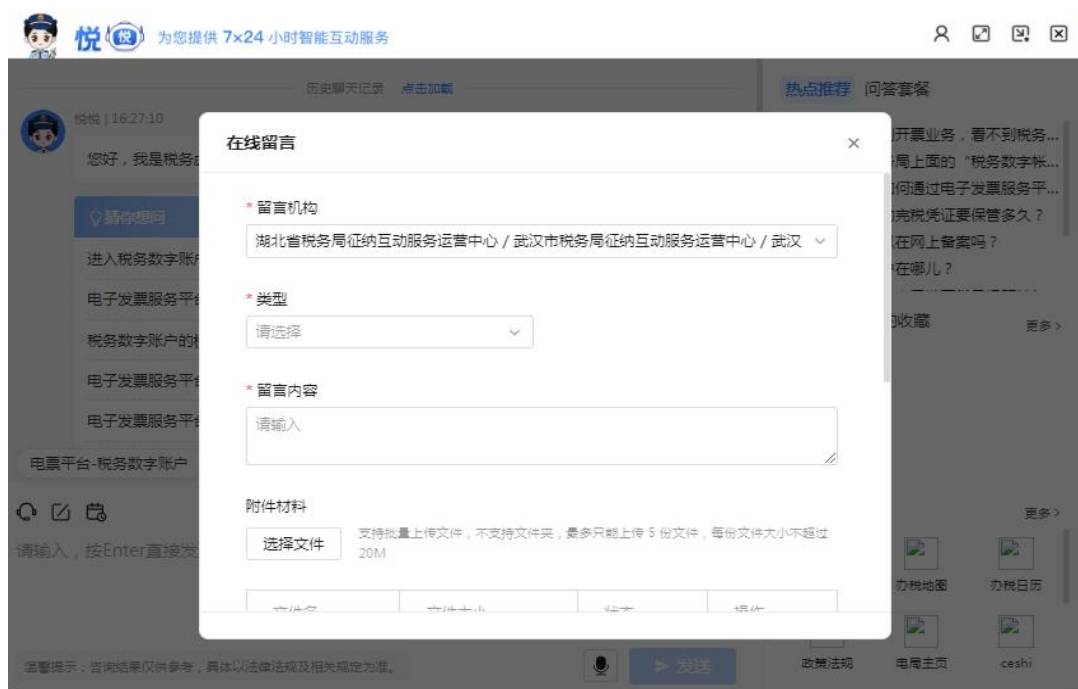 悦悦 为您提供 7×24 小时智能互动服务
历史聊天记录 点击加载
热点推荐 问答套餐
悦悦 | 16:27:10
您好，我是税务
猜你想问
进入税务数字账
电子发票服务平
税务数字账户的
电子发票服务平
电子发票服务平
电票平台-税务数字账户
请输入，按Enter直接发
温馨提示：咨询结果仅供参考，具体以法律法规及相关规定为准。
发送
在线留言
* 留言机构
湖北省税务局征纳互动服务运营中心 / 武汉市税务局征纳互动服务运营中心 / 武汉
* 类型
请选择
* 留言内容
请输入
附件材料
选择文件
支持批量上传文件，不支持文件夹，最多只能上传 5 份文件，每份文件大小不超过
20M
文件名 文件大小 状态 操作
开票业务，看不到税务...
局上面的“税务数字帐...
何通过电子发票服务平...
完税凭证要保管多久？
在网上备案吗？
在哪儿？
收藏 更多
更多
办税地图 办税日历
政策法规 电局主页 ceshi